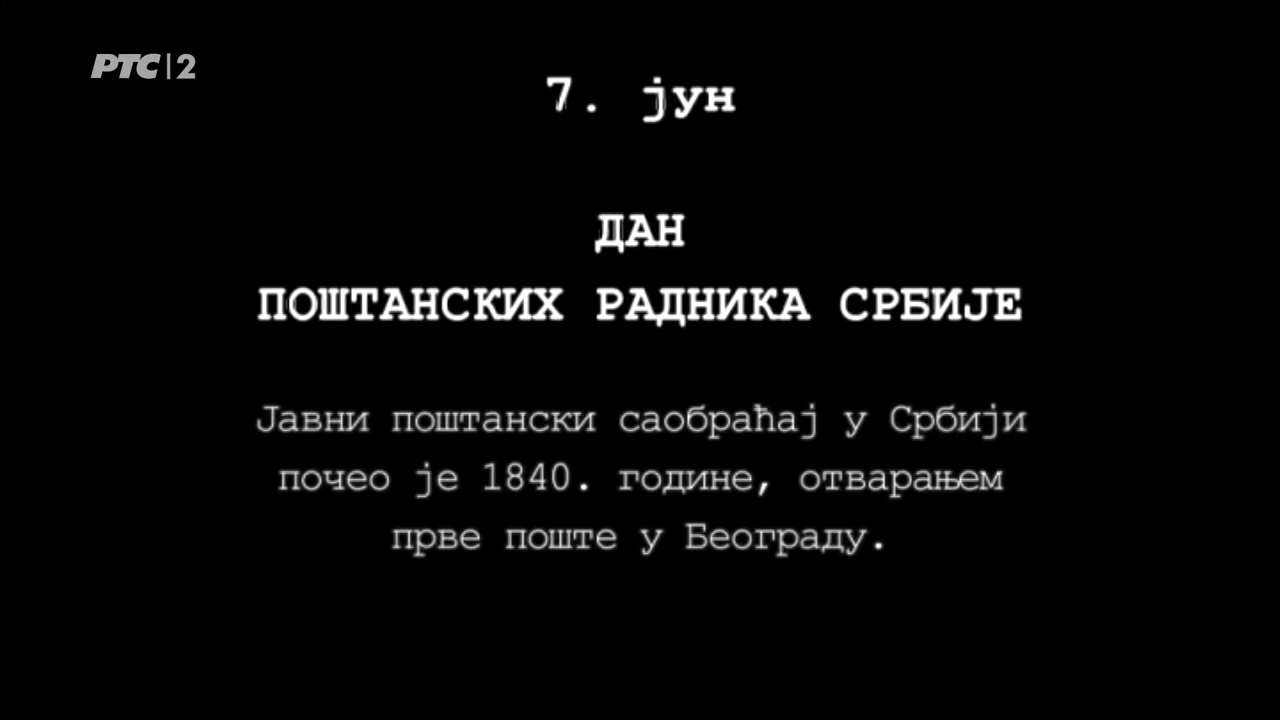 РТС|2
7. јун
ДАН
ПОШТАНСКИХ РАДНИКА СРБИЈЕ
Јавни поштански саобраћај у Србији
почео је 1840. године, отварањем
прве поште у Београду.